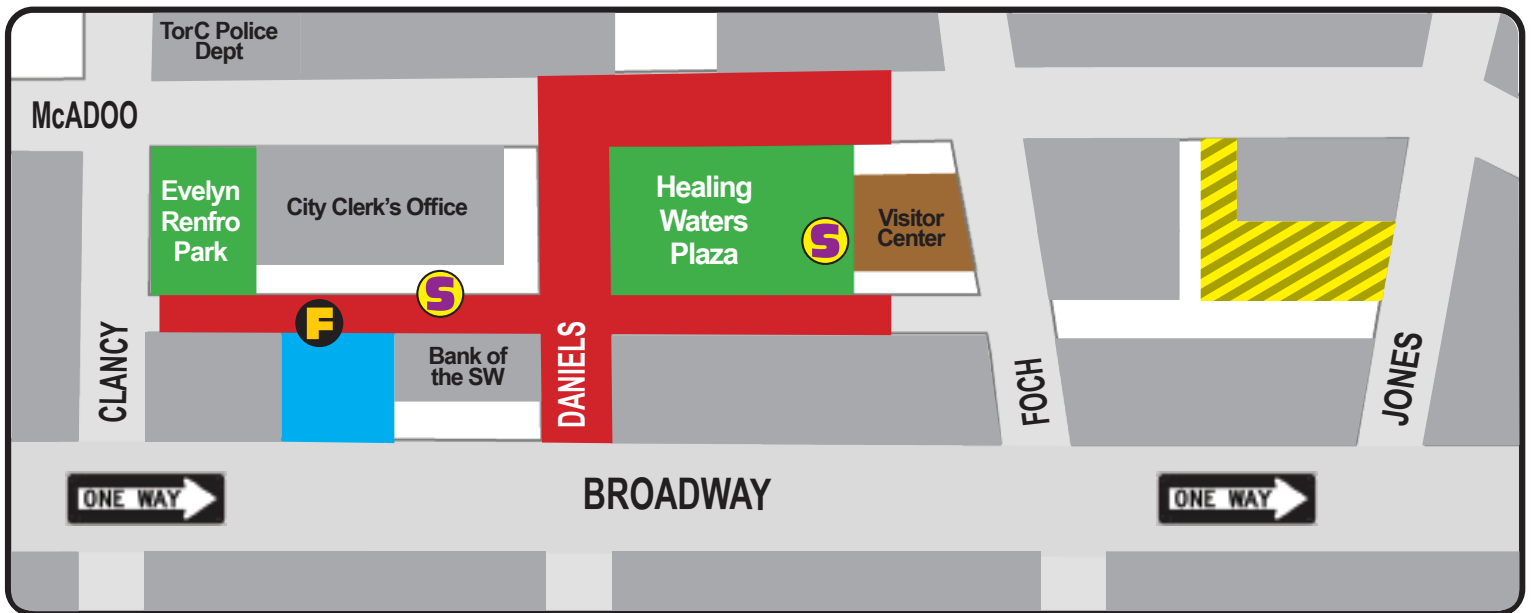 TorC Police
Dept
McADOO
Evelyn
Renfro
Park
City Clerk's Office
Healing
Waters
Plaza
S
Visitor
Center
S
F
Bank of
the SW
CLANCY
DANIELS
FOCH
JONES
ONE WAY
BROADWAY
ONE WAY